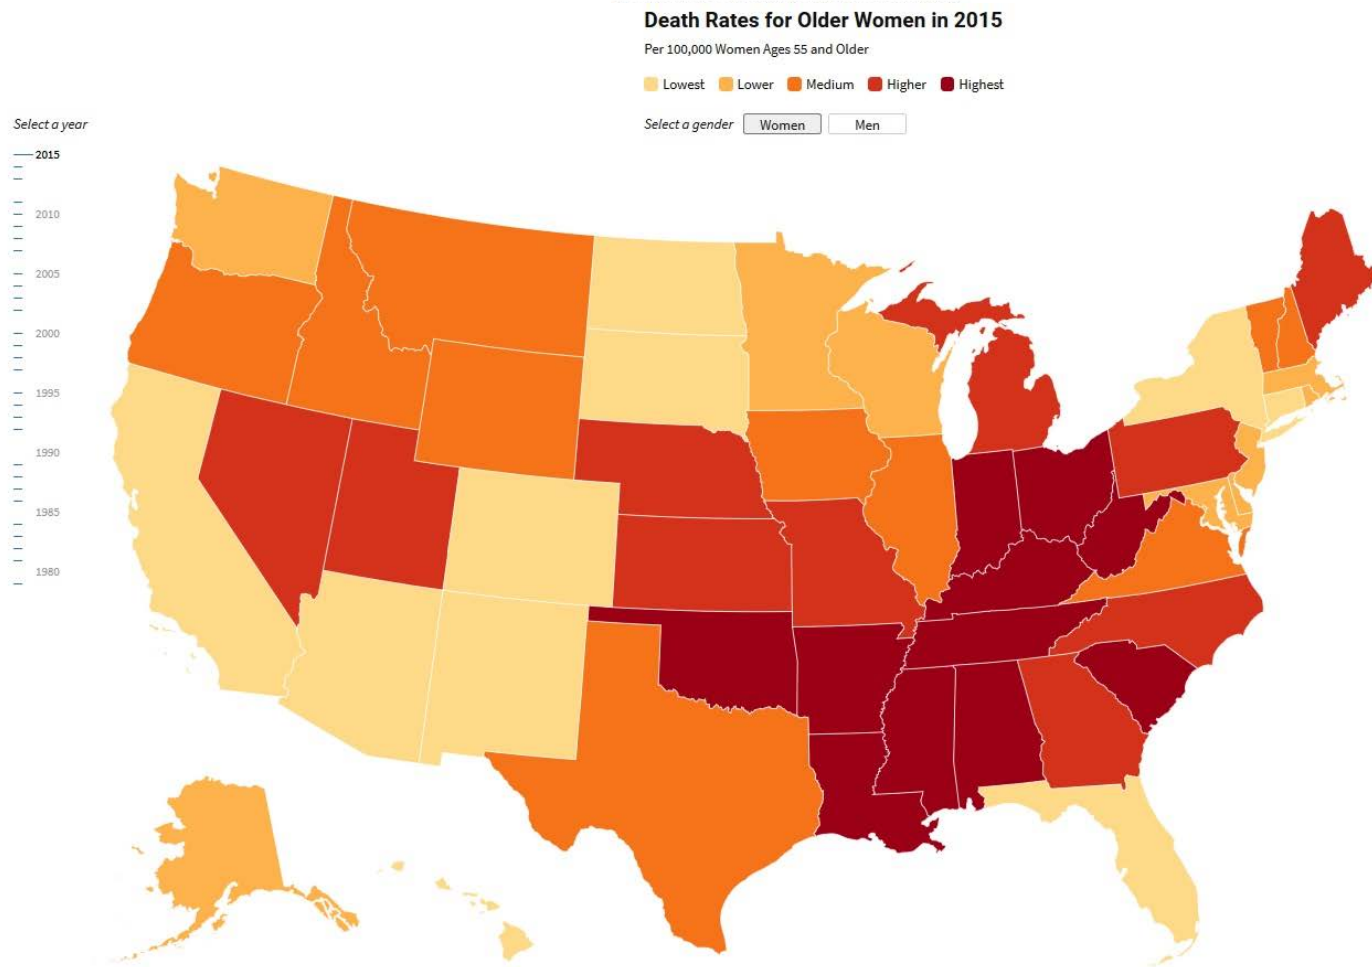 Death Rates for Older Women in 2015
Per 100,000 Women Ages 55 and Older
Lowest Lower Medium Higher Highest
Select a year
Select a gender Women Men
2015
2010
2005
2000
1995
1990
1985
1980